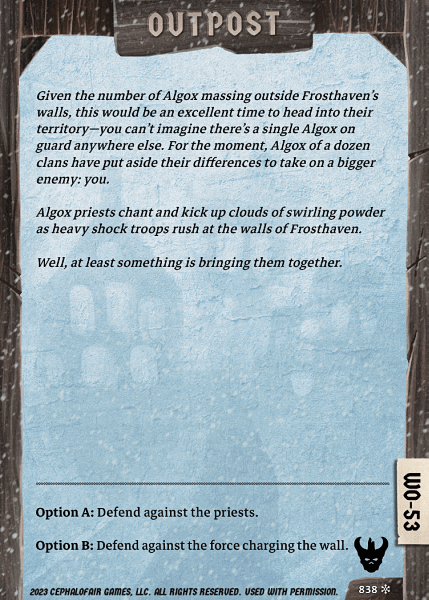 OUTPOST
Given the number of Algox massing outside Frosthaven's
walls, this would be an excellent time to head into their
territory—you can't imagine there's a single Algox on
guard anywhere else. For the moment, Algox of a dozen
clans have put aside their differences to take on a bigger
enemy: you.
Algox priests chant and kick up clouds of swirling powder
as heavy shock troops rush at the walls of Frosthaven.
Well, at least something is bringing them together.
WO-53
Option A: Defend against the priests.
Option B: Defend against the force charging the wall.
2023 CEPHALOFAIR GAMES, LLC. ALL RIGHTS RESERVED. USED WITH PERMISSION.
838